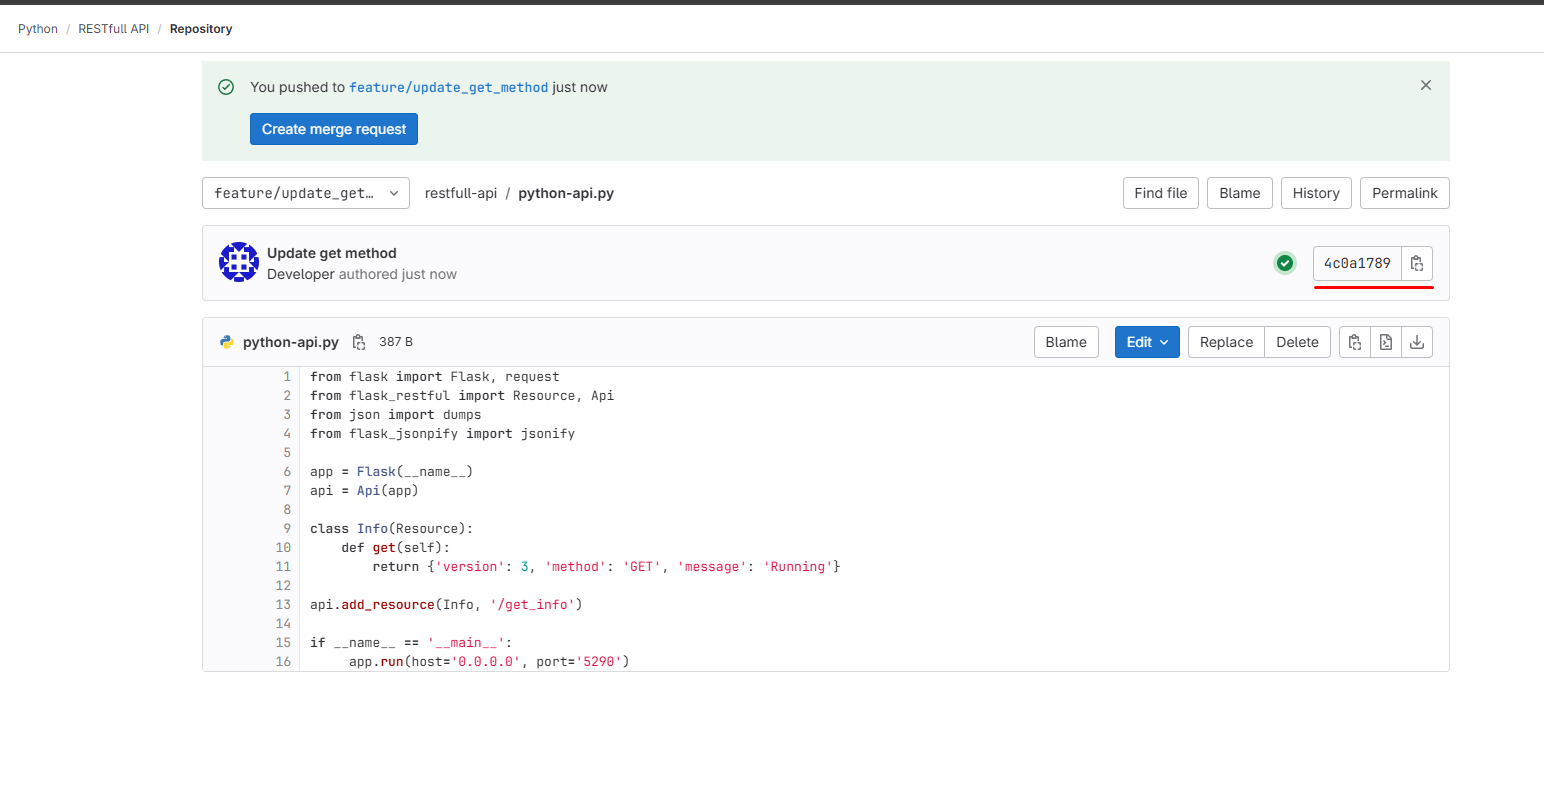 Python / RESTfull API / Repository
You pushed to feature/update_get_method just now
Create merge request
feature/update_get… restfull-api / python-api.py Find file Blame History Permalink
Update get method
Developer authored just now
4c0a1789
python-api.py 387 B Blame Edit Replace Delete
1 from flask import Flask, request
2 from flask_restful import Resource, Api
3 from json import dumps
4 from flask_jsonpify import jsonify
5
6 app = Flask(__name__)
7 api = Api(app)
8
9 class Info(Resource):
10     def get(self):
11         return {'version': 3, 'method': 'GET', 'message': 'Running'}
12
13 api.add_resource(Info, '/get_info')
14
15 if __name__ == '__main__':
16      app.run(host='0.0.0.0', port='5290')